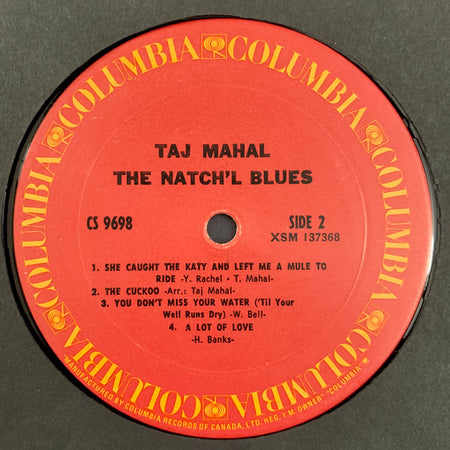 COLUMBIA COLUMBIA COLUMBIA COLUMBIA COLUMBIA COLUMBIA
TAJ MAHAL
THE NATCH'L BLUES
CS 9698
SIDE 2
XSM 137368
1. SHE CAUGHT THE KATY AND LEFT ME A MULE TO
RIDE -Y. Rachel - T. Mahal-
2. THE CUCKOO -Arr.: Taj Mahal-
3. YOU DON'T MISS YOUR WATER ('Til Your
Well Runs Dry) -W. Bell-
4. A LOT OF LOVE
-H. Banks-
"MANUFACTURED BY COLUMBIA RECORDS OF CANADA, LTD. REG. T.M. OWNER" "COLUMBIA"